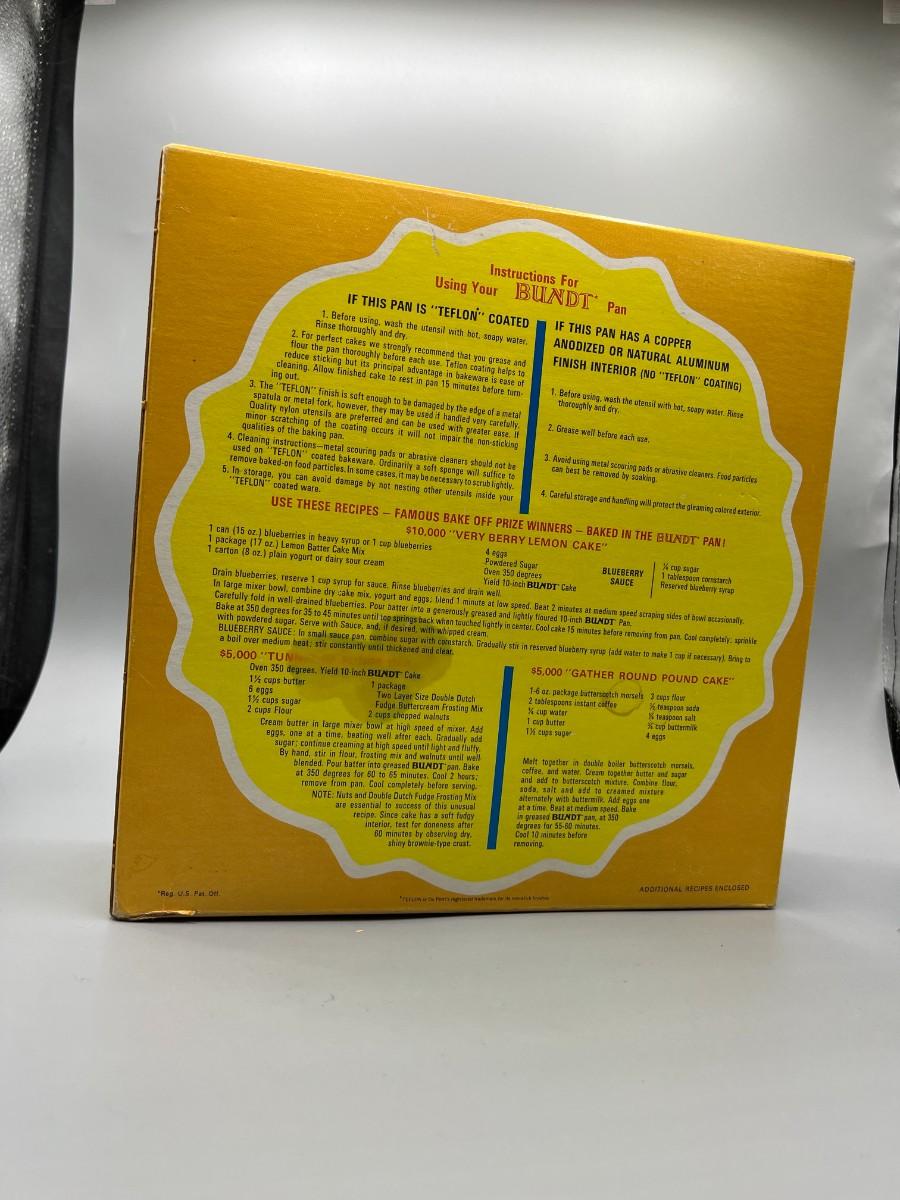 Instructions For
Using Your BUNDT* Pan
IF THIS PAN IS "TEFLON" COATED
1. Before using, wash the utensil with hot, soapy water.
Rinse thoroughly and dry.
2. For perfect cakes we strongly recommend that you grease and
flour the pan thoroughly before each use. Teflon coating helps to
reduce sticking but its principal advantage in bakeware is ease of
cleaning. Allow finished cake to rest in pan 15 minutes before turn-
ing out.
3. The "TEFLON" finish is soft enough to be damaged by the edge of a metal
spatula or metal fork, however, they may be used if handled very carefully.
Quality nylon utensils are preferred and can be used with greater ease. If
minor scratching of the coating occurs it will not impair the non-sticking
qualities of the baking pan.
4. Cleaning instructions—metal scouring pads or abrasive cleaners should not be
used on "TEFLON" coated bakeware. Ordinarily a soft sponge will suffice to
remove baked-on food particles. In some cases, it may be necessary to scrub lightly.
5. In storage, you can avoid damage by not nesting other utensils inside your
"TEFLON" coated ware.
IF THIS PAN HAS A COPPER
ANODIZED OR NATURAL ALUMINUM
FINISH INTERIOR (NO "TEFLON" COATING)
1. Before using, wash the utensil with hot, soapy water. Rinse
thoroughly and dry.
2. Grease well before each use.
3. Avoid using metal scouring pads or abrasive cleaners. Food particles
can best be removed by soaking.
4. Careful storage and handling will protect the gleaming colored exterior.
USE THESE RECIPES – FAMOUS BAKE OFF PRIZE WINNERS – BAKED IN THE BUNDT* PAN!
$10,000 "VERY BERRY LEMON CAKE"
1 can (15 oz.) blueberries in heavy syrup or 1 cup blueberries
1 package (17 oz.) Lemon Batter Cake Mix
1 carton (8 oz.) plain yogurt or dairy sour cream
4 eggs
Powdered Sugar
Oven 350 degrees
Yield 10-inch BUNDT* Cake
BLUEBERRY
SAUCE
¼ cup sugar
1 tablespoon cornstarch
Reserved blueberry syrup
Drain blueberries, reserve 1 cup syrup for sauce. Rinse blueberries and drain well.
In large mixer bowl, combine dry cake mix, yogurt and eggs; blend 1 minute at low speed. Beat 2 minutes at medium speed scraping sides of bowl occasionally.
Carefully fold in well-drained blueberries. Pour batter into a generously greased and lightly floured 10-inch BUNDT* Pan.
Bake at 350 degrees for 35 to 45 minutes until top springs back when touched lightly in center. Cool cake 15 minutes before removing from pan. Cool completely; sprinkle
with powdered sugar. Serve with Sauce, and, if desired, with whipped cream.
BLUEBERRY SAUCE: In small sauce pan, combine sugar with cornstarch. Gradually stir in reserved blueberry syrup (add water to make 1 cup if necessary). Bring to
a boil over medium heat; stir constantly until thickened and clear.
$5,000 "TUN
Oven 350 degrees. Yield 10-inch BUNDT* Cake
1½ cups butter
6 eggs
1½ cups sugar
2 cups Flour
1 package
Two Layer Size Double Dutch
Fudge Buttercream Frosting Mix
2 cups chopped walnuts
Cream butter in large mixer bowl at high speed of mixer. Add
eggs, one at a time, beating well after each. Gradually add
sugar; continue creaming at high speed until light and fluffy.
By hand, stir in flour, frosting mix and walnuts until well
blended. Pour batter into greased BUNDT* pan. Bake
at 350 degrees for 60 to 65 minutes. Cool 2 hours;
remove from pan. Cool completely before serving.
NOTE: Nuts and Double Dutch Fudge Frosting Mix
are essential to success of this unusual
recipe. Since cake has a soft fudgy
interior, test for doneness after
60 minutes by observing dry,
shiny brownie-type crust.
$5,000 "GATHER ROUND POUND CAKE"
1-6 oz. package butterscotch morsels
2 tablespoons instant coffee
¼ cup water
1 cup butter
1½ cups sugar
3 cups flour
½ teaspoon soda
¼ teaspoon salt
¾ cup buttermilk
4 eggs
Melt together in double boiler butterscotch morsels,
coffee, and water. Cream together butter and sugar
and add to butterscotch mixture. Combine flour,
soda, salt and add to creamed mixture
alternately with buttermilk. Add eggs one
at a time. Beat at medium speed. Bake
in greased BUNDT* pan, at 350
degrees for 55-60 minutes.
Cool 10 minutes before
removing.
*Reg. U.S. Pat. Off.
*TEFLON is Du Pont's registered trademark for its non-stick finishes
ADDITIONAL RECIPES ENCLOSED